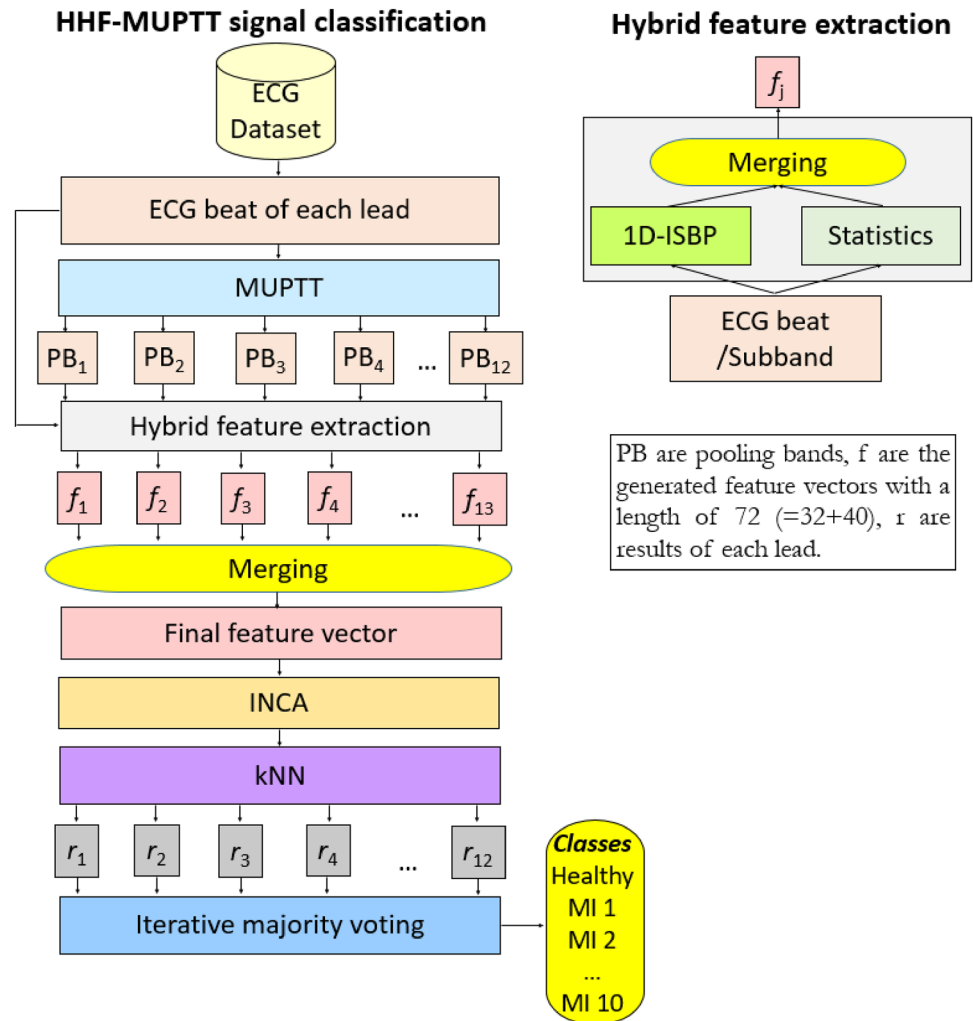 HHF-MUPTT signal classification
ECG
Dataset
ECG beat of each lead
MUPTT
PB1 PB2 PB3 PB4 ... PB12
Hybrid feature extraction
f1 f2 f3 f4 ... f13
Merging
Final feature vector
INCA
kNN
r1 r2 r3 r4 ... r12
Iterative majority voting
Classes
Healthy
MI 1
MI 2
...
MI 10
Hybrid feature extraction
fj
Merging
1D-ISBP Statistics
ECG beat
/Subband
PB are pooling bands, f are the
generated feature vectors with a
length of 72 (=32+40), r are
results of each lead.